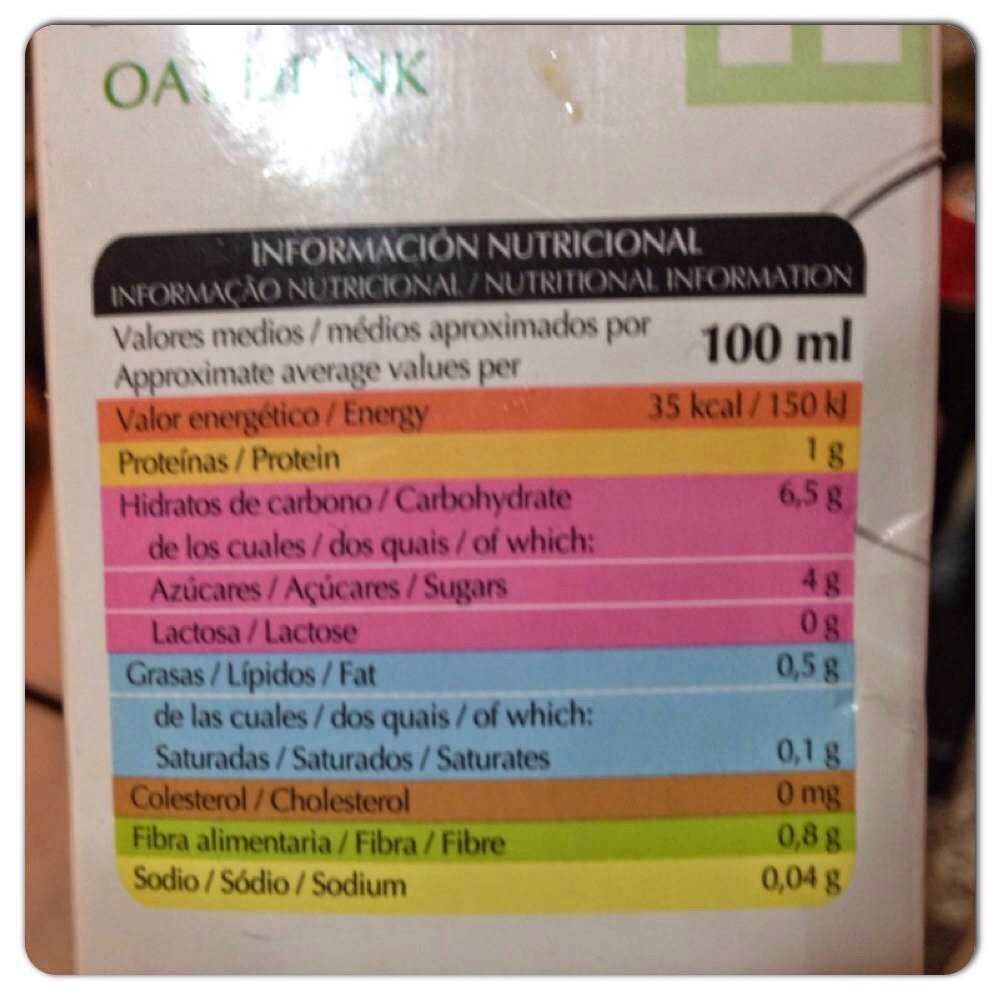 INFORMACIÓN NUTRICIONAL
INFORMAÇÃO NUTRICIONAL / NUTRITIONAL INFORMATION
Valores medios / médios aproximados por
Approximate average values per
100 ml
Valor energético / Energy 35 kcal / 150 kJ
Proteínas / Protein 1 g
Hidratos de carbono / Carbohydrate 6,5 g
de los cuales / dos quais / of which:
Azúcares / Açúcares / Sugars 4 g
Lactosa / Lactose 0 g
Grasas / Lípidos / Fat 0,5 g
de las cuales / dos quais / of which:
Saturadas / Saturados / Saturates 0,1 g
Colesterol / Cholesterol 0 mg
Fibra alimentaria / Fibra / Fibre 0,8 g
Sodio / Sódio / Sodium 0,04 g